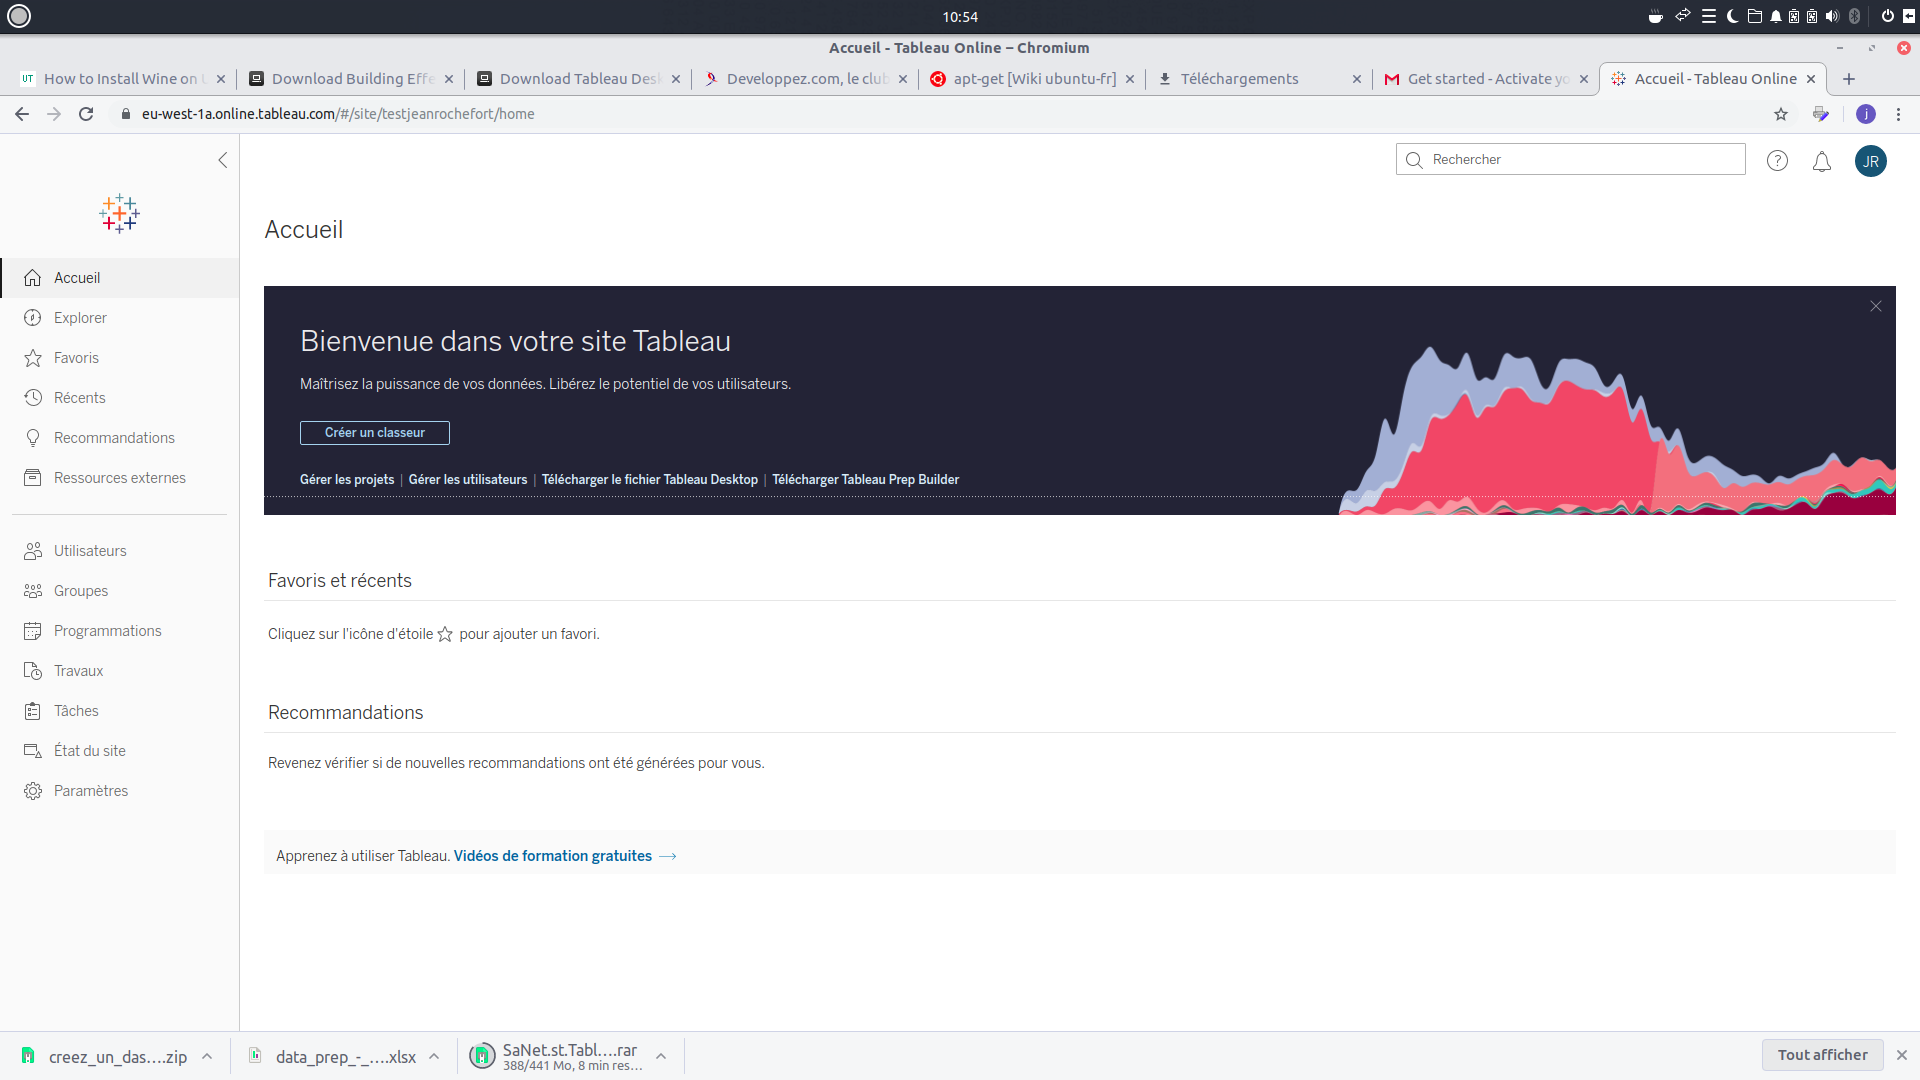 10:54
Accueil - Tableau Online – Chromium
How to Install Wine on
Download Building Effe
Download Tableau Desk
Developpez.com, le club
apt-get [Wiki ubuntu-fr]
Téléchargements
Get started - Activate yo
Accueil - Tableau Online
eu-west-1a.online.tableau.com/#/site/testjeanrochefort/home
j
Rechercher
JR
Accueil
Explorer
Favoris
Récents
Recommandations
Ressources externes
Utilisateurs
Groupes
Programmations
Travaux
Tâches
État du site
Paramètres
Accueil
Bienvenue dans votre site Tableau
Maîtrisez la puissance de vos données. Libérez le potentiel de vos utilisateurs.
Créer un classeur
Gérer les projets | Gérer les utilisateurs | Télécharger le fichier Tableau Desktop | Télécharger Tableau Prep Builder
Favoris et récents
Cliquez sur l'icône d'étoile pour ajouter un favori.
Recommandations
Revenez vérifier si de nouvelles recommandations ont été générées pour vous.
Apprenez à utiliser Tableau. Vidéos de formation gratuites
creez_un_das....zip
data_prep_-_....xlsx
SaNet.st.Tabl....rar
388/441 Mo, 8 min res...
Tout afficher